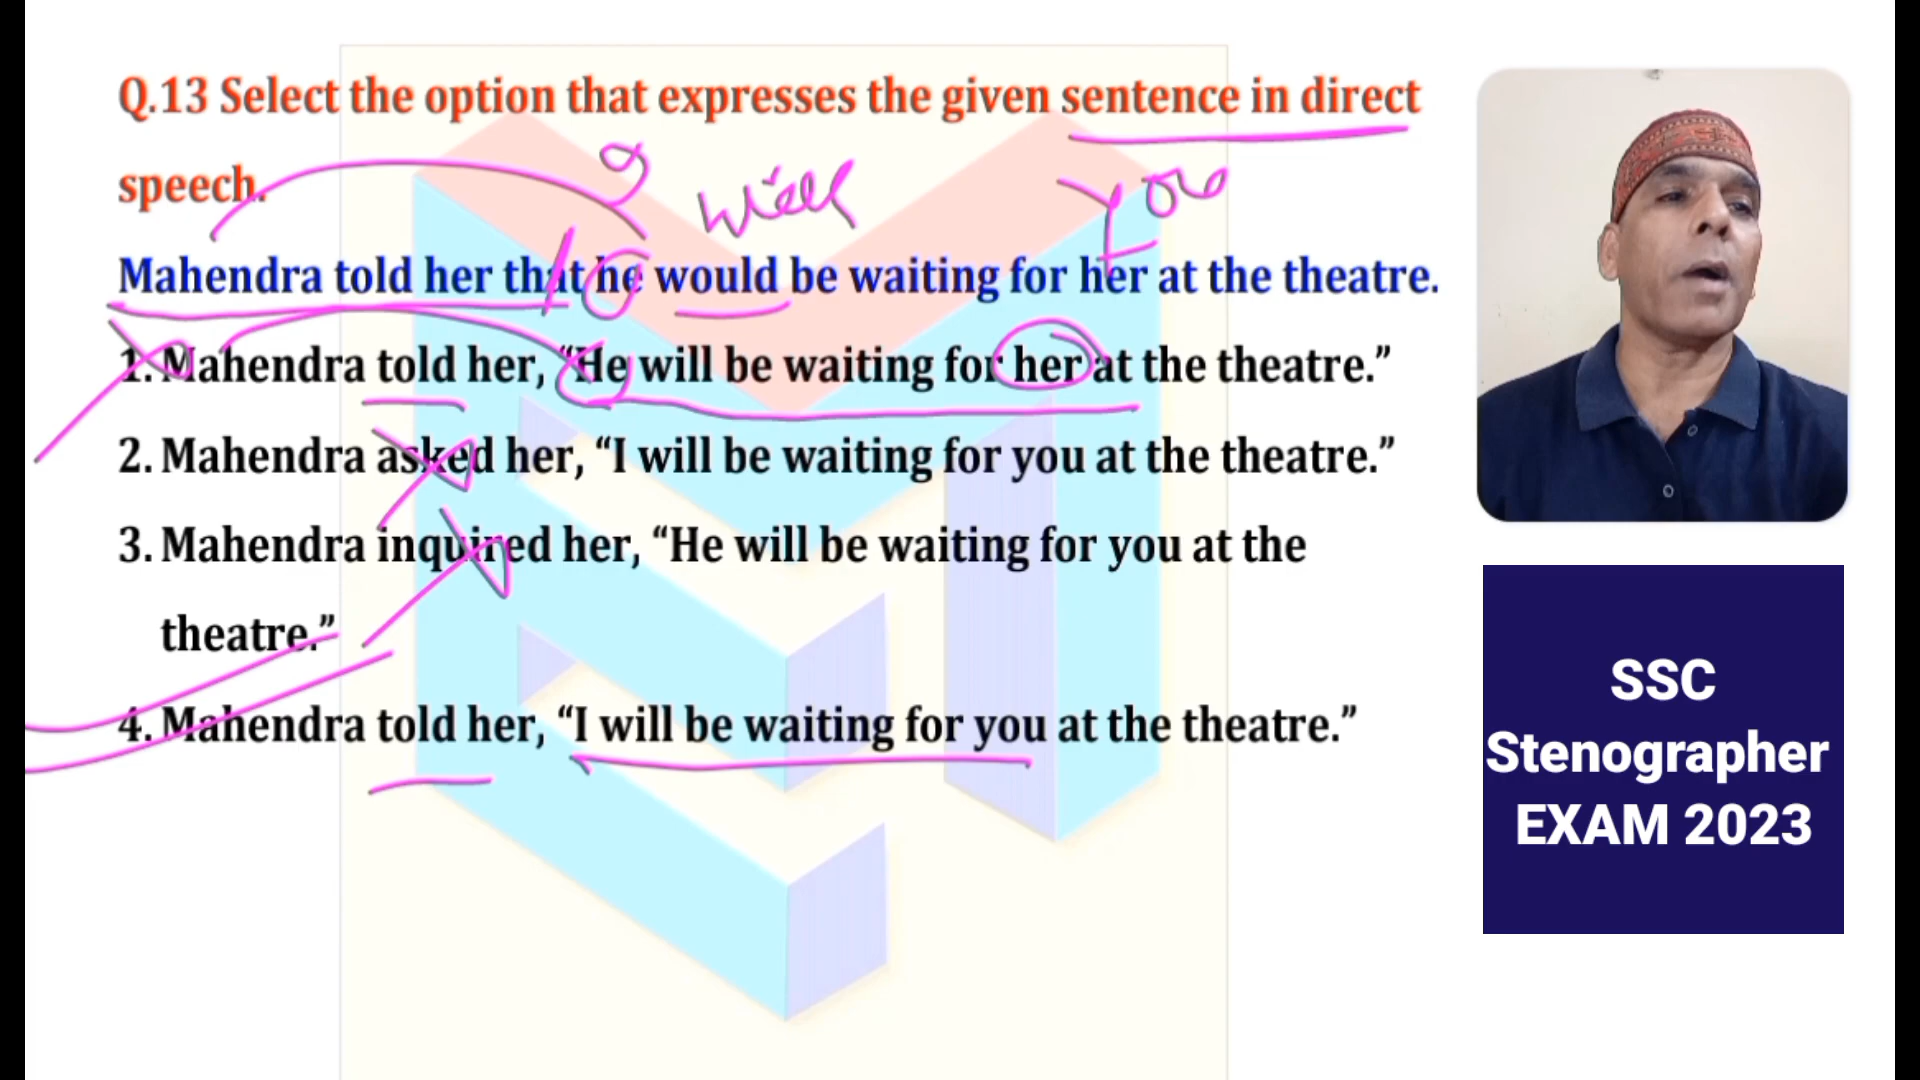 Q.13 Select the option that expresses the given sentence in direct
speech.
will
you
Mahendra told her that he would be waiting for her at the theatre.
1. Mahendra told her, “He will be waiting for her at the theatre.”
2. Mahendra asked her, “I will be waiting for you at the theatre.”
3. Mahendra inquired her, “He will be waiting for you at the
theatre.”
4. Mahendra told her, “I will be waiting for you at the theatre.”
SSC
Stenographer
EXAM 2023